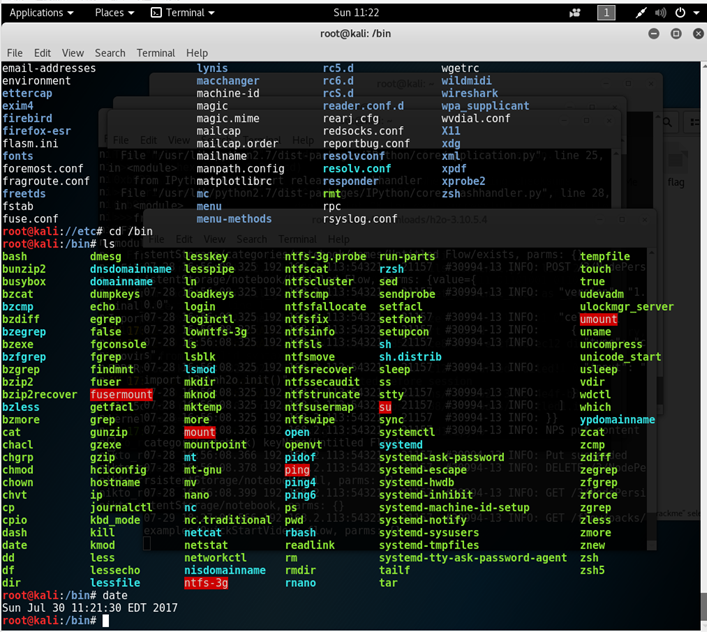 Applications Places Terminal Sun 11:22 1
root@kali: /bin
File Edit View Search Terminal Help
email-addresses lynis rc5.d wgetrc
environment macchanger rc6.d wildmidi
ettercap machine-id rcS.d wireshark
exim4 magic reader.conf.d wpa_supplicant
firebird magic.mime rearj.cfg wvdial.conf
firefox-esr mailcap redsocks.conf X11
flasm.ini mailcap.order reportbug.conf xdg
fonts mailname resolvconf xml
foremost.conf manpath.config resolv.conf xpdf
fragroute.conf matplotlibrc responder xprobe2
freetds mc rmt zsh
fstab menu rpc
fuse.conf menu-methods rsyslog.conf
root@kali://etc# cd /bin
root@kali:/bin# ls
bash dmesg lesskey ntfs-3g.probe run-parts tempfile
bunzip2 dnsdomainname lesspipe ntfscat rzsh touch
busybox domainname ln ntfscluster sed true
bzcat dumpkeys loadkeys ntfscmp sendprobe udevadm
bzcmp echo login ntfsfallocate setfacl ulockmgr_server
bzdiff egrep loginctl ntfsfix setfont umount
bzegrep false lowntfs-3g ntfsinfo setupcon uname
bzexe fgconsole ls ntfsls sh uncompress
bzfgrep fgrep lsblk ntfsmove sh.distrib unicode_start
bzgrep findmnt lsmod ntfsrecover sleep usleep
bzip2 fuser mkdir ntfssecaudit ss vdir
bzip2recover fusermount mknod ntfstruncate stty wdctl
bzless getfacl mktemp ntfsusermap su which
bzmore grep more ntfswipe sync ypdomainname
cat gunzip mount open systemctl zcat
chacl gzexe mountpoint openvt systemd zcmp
chgrp gzip mt pidof systemd-ask-password zdiff
chmod hciconfig mt-gnu ping systemd-escape zegrep
chown hostname mv ping4 systemd-hwdb zfgrep
chvt ip nano ping6 systemd-inhibit zforce
cp journalctl nc ps systemd-machine-id-setup zgrep
cpio kbd_mode nc.traditional pwd systemd-notify zless
dash kill netcat rbash systemd-sysusers zmore
date kmod netstat readlink systemd-tmpfiles znew
dd less networkctl rm systemd-tty-ask-password-agent zsh
df lessecho nisdomainname rmdir tailf zsh5
dir lessfile ntfs-3g rnano tar
root@kali:/bin# date
Sun Jul 30 11:21:30 EDT 2017
root@kali:/bin#
flag